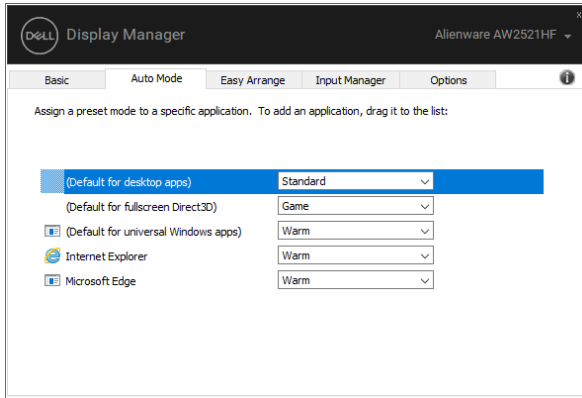 DELL Display Manager Alienware AW2521HF
Basic Auto Mode Easy Arrange Input Manager Options
Assign a preset mode to a specific application. To add an application, drag it to the list:
(Default for desktop apps) Standard
(Default for fullscreen Direct3D) Game
(Default for universal Windows apps) Warm
Internet Explorer Warm
Microsoft Edge Warm